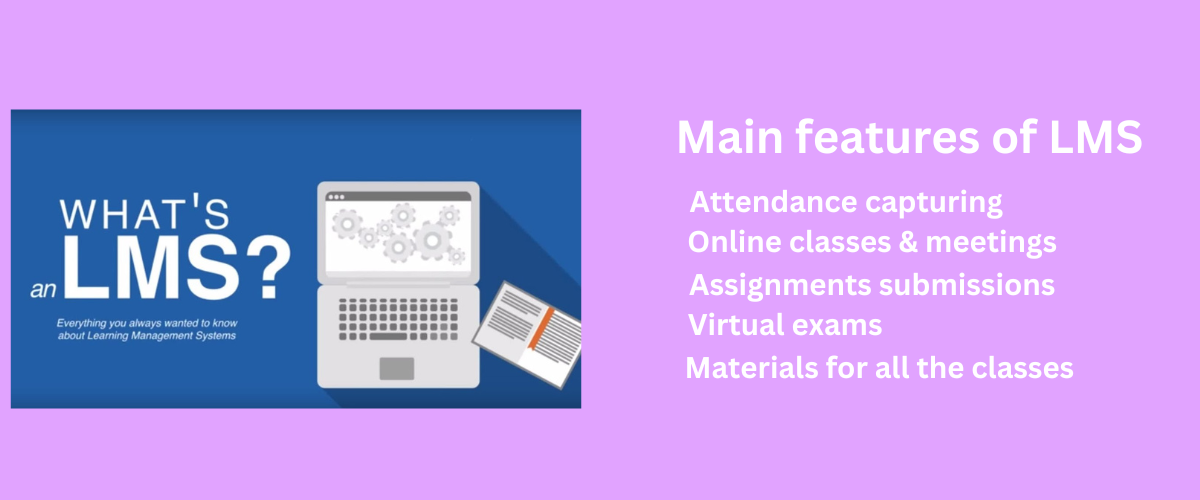 WHAT'S
an LMS?
Everything you always wanted to know
about Learning Management Systems
Main features of LMS
Attendance capturing
Online classes & meetings
Assignments submissions
Virtual exams
Materials for all the classes